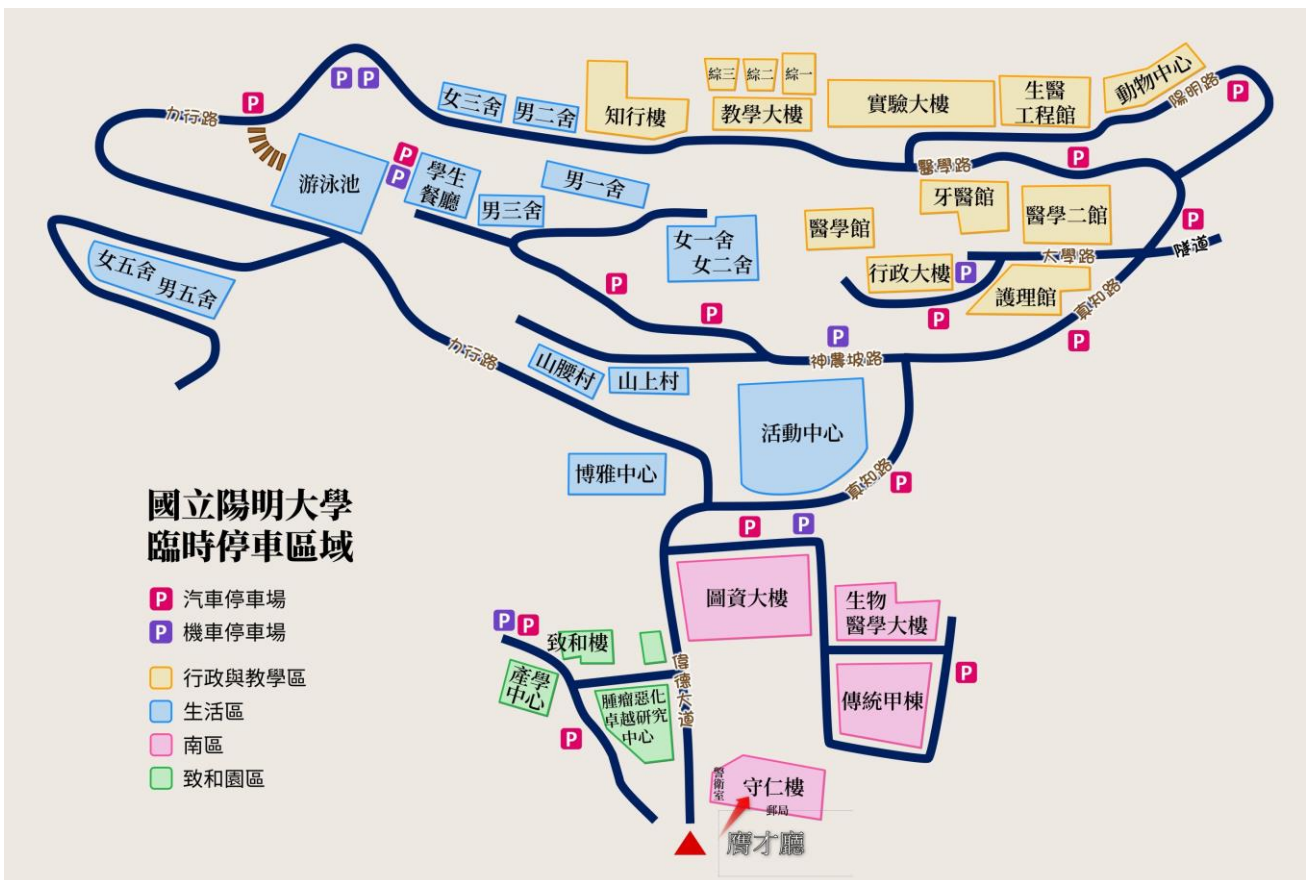 女三舍
男二舍
知行樓
綜三
綜二
綜一
教學大樓
實驗大樓
生醫
工程館
動物中心
陽明路
P
P
P
P
力行路
游泳池
P
P
學生
餐廳
男三舍
男一舍
醫學路
P
牙醫館
醫學館
醫學二館
P
女一舍
女二舍
行政大樓
P
大學路
隧道
護理館
真知路
女五舍
男五舍
P
P
P
P
P
神農坡路
力行路
山腰村
山上村
活動中心
博雅中心
真知路
P
國立陽明大學
臨時停車區域
P 汽車停車場
P 機車停車場
行政與教學區
生活區
南區
致和園區
P
P
圖資大樓
生物
醫學大樓
P
P
致和樓
產學
中心
腫瘤惡化
卓越研究
中心
偉德大道
傳統甲棟
P
P
警衛室
守仁樓
郵局
膺才廳